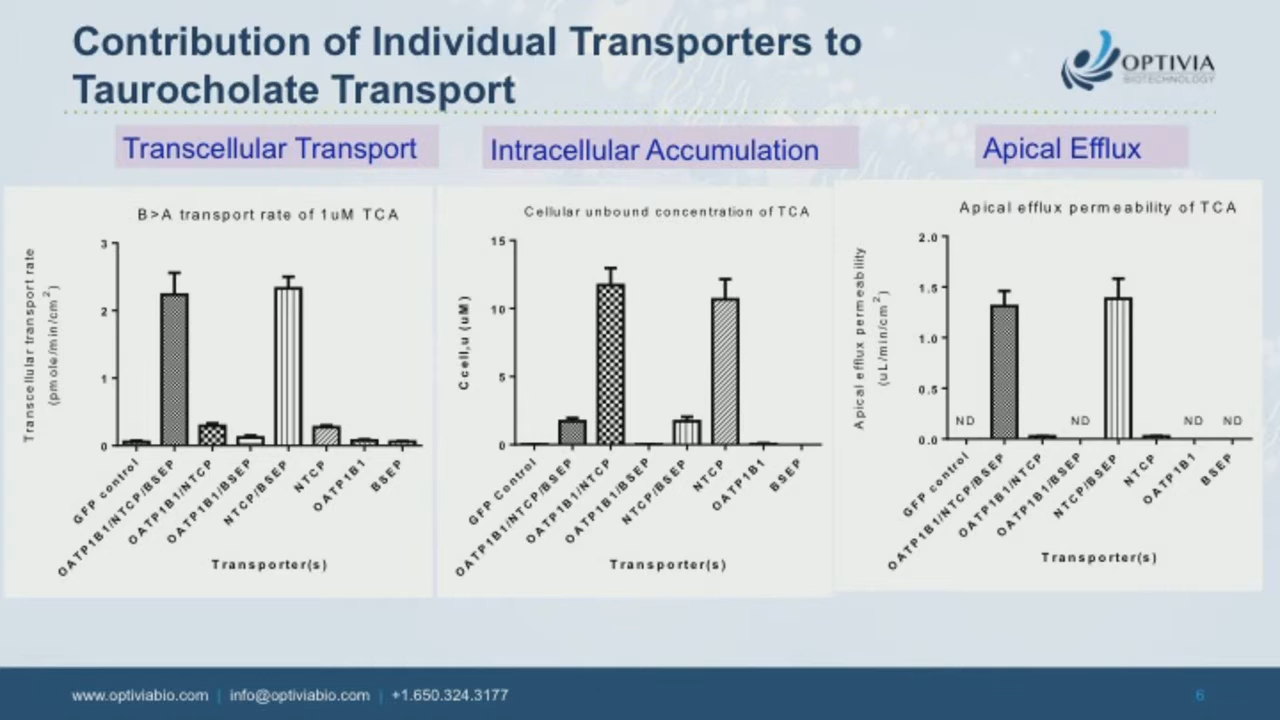 Contribution of Individual Transporters to
Taurocholate Transport
OPTIVIA
BIOTECHNOLOGY
Transcellular Transport
Intracellular Accumulation
Apical Efflux
B>A transport rate of 1uM TCA
Transcellular transport rate
(pmole/min/cm²)
3
2
1
0
GFP control
OATP1B1/NTCP/BSEP
OATP1B1/NTCP
OATP1B1/BSEP
NTCP/BSEP
NTCP
OATP1B1
BSEP
Transporter(s)
Cellular unbound concentration of TCA
Ccell,u (uM)
15
10
5
0
GFP Control
OATP1B1/NTCP/BSEP
OATP1B1/NTCP
OATP1B1/BSEP
NTCP/BSEP
NTCP
OATP1B1
BSEP
Transporter(s)
Apical efflux permeability of TCA
Apical efflux permeability
(uL/min/cm²)
2.0
1.5
1.0
0.5
0.0
ND
ND
ND
ND
GFP control
OATP1B1/NTCP/BSEP
OATP1B1/NTCP
OATP1B1/BSEP
NTCP/BSEP
NTCP
OATP1B1
BSEP
Transporter(s)
www.optiviabio.com | info@optiviabio.com | +1.650.324.3177
6